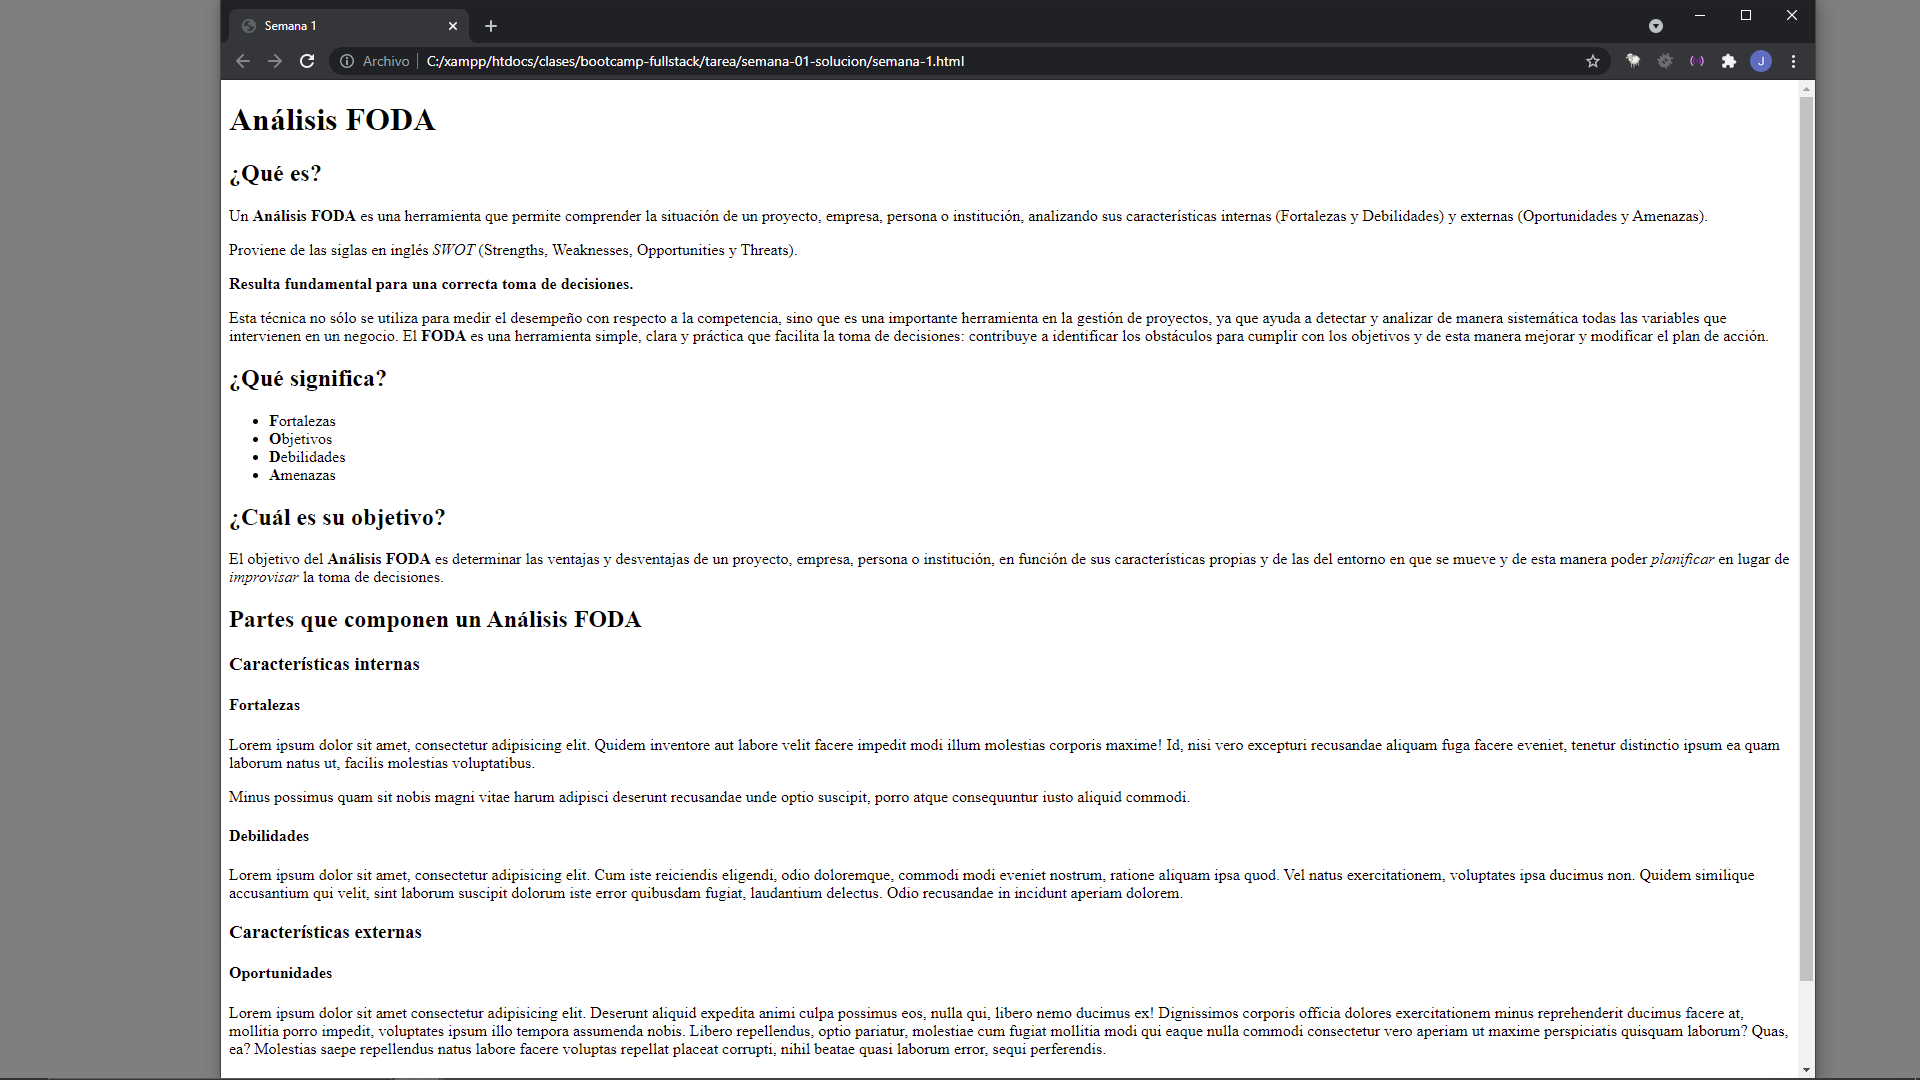 Semana 1
Archivo
C:/xampp/htdocs/clases/bootcamp-fullstack/tarea/semana-01-solucion/semana-1.html
J
Análisis FODA
¿Qué es?
Un Análisis FODA es una herramienta que permite comprender la situación de un proyecto, empresa, persona o institución, analizando sus características internas (Fortalezas y Debilidades) y externas (Oportunidades y Amenazas).
Proviene de las siglas en inglés SWOT (Strengths, Weaknesses, Opportunities y Threats).
Resulta fundamental para una correcta toma de decisiones.
Esta técnica no sólo se utiliza para medir el desempeño con respecto a la competencia, sino que es una importante herramienta en la gestión de proyectos, ya que ayuda a detectar y analizar de manera sistemática todas las variables que
intervienen en un negocio. El FODA es una herramienta simple, clara y práctica que facilita la toma de decisiones: contribuye a identificar los obstáculos para cumplir con los objetivos y de esta manera mejorar y modificar el plan de acción.
¿Qué significa?
Fortalezas
Objetivos
Debilidades
Amenazas
¿Cuál es su objetivo?
El objetivo del Análisis FODA es determinar las ventajas y desventajas de un proyecto, empresa, persona o institución, en función de sus características propias y de las del entorno en que se mueve y de esta manera poder planificar en lugar de
improvisar la toma de decisiones.
Partes que componen un Análisis FODA
Características internas
Fortalezas
Lorem ipsum dolor sit amet, consectetur adipisicing elit. Quidem inventore aut labore velit facere impedit modi illum molestias corporis maxime! Id, nisi vero excepturi recusandae aliquam fuga facere eveniet, tenetur distinctio ipsum ea quam
laborum natus ut, facilis molestias voluptatibus.
Minus possimus quam sit nobis magni vitae harum adipisci deserunt recusandae unde optio suscipit, porro atque consequuntur iusto aliquid commodi.
Debilidades
Lorem ipsum dolor sit amet, consectetur adipisicing elit. Cum iste reiciendis eligendi, odio doloremque, commodi modi eveniet nostrum, ratione aliquam ipsa quod. Vel natus exercitationem, voluptates ipsa ducimus non. Quidem similique
accusantium qui velit, sint laborum suscipit dolorum iste error quibusdam fugiat, laudantium delectus. Odio recusandae in incidunt aperiam dolorem.
Características externas
Oportunidades
Lorem ipsum dolor sit amet consectetur adipisicing elit. Deserunt aliquid expedita animi culpa possimus eos, nulla qui, libero nemo ducimus ex! Dignissimos corporis officia dolores exercitationem minus reprehenderit ducimus facere at,
mollitia porro impedit, voluptates ipsum illo tempora assumenda nobis. Libero repellendus, optio pariatur, molestiae cum fugiat mollitia modi qui eaque nulla commodi consectetur vero aperiam ut maxime perspiciatis quisquam laborum? Quas,
ea? Molestias saepe repellendus natus labore facere voluptas repellat placeat corrupti, nihil beatae quasi laborum error, sequi perferendis.